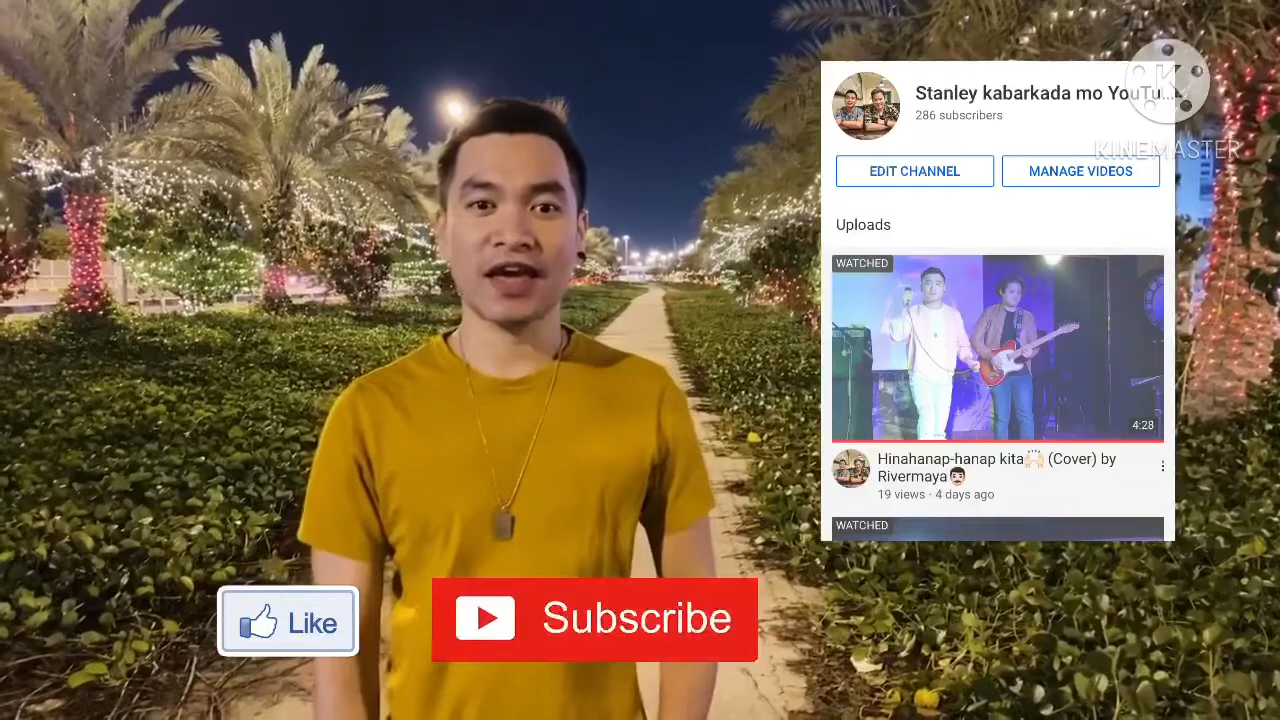 Stanley kabarkada mo YouTu...
286 subscribers
KINEMASTER
EDIT CHANNEL
MANAGE VIDEOS
Uploads
WATCHED
4:28
Hinahanap-hanap kita🙌🏻 (Cover) by
Rivermaya👨🏻
19 views · 4 days ago
WATCHED
Like
Subscribe